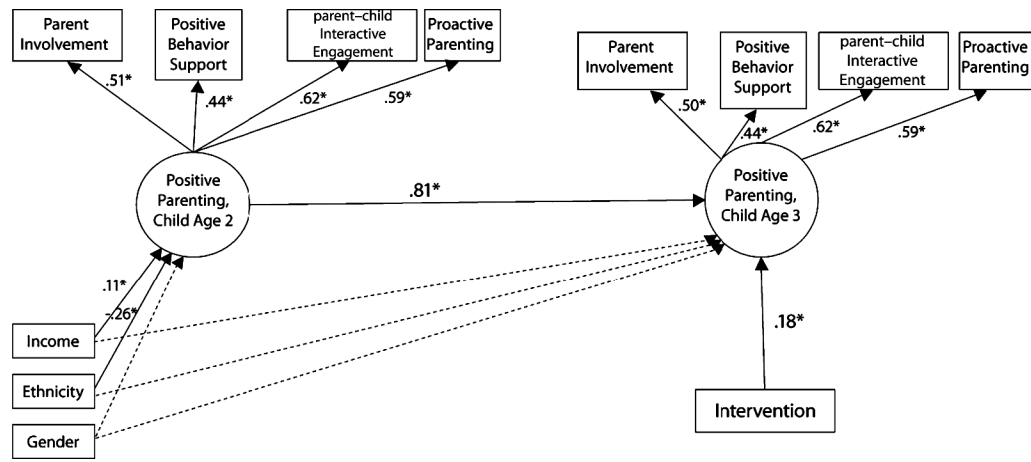 Parent
Involvement
Positive
Behavior
Support
parent–child
Interactive
Engagement
Proactive
Parenting
.51*
.44*
.62*
.59*
Parent
Involvement
Positive
Behavior
Support
parent–child
Interactive
Engagement
Proactive
Parenting
.50*
.44*
.62*
.59*
Positive
Parenting,
Child Age 2
.81*
Positive
Parenting,
Child Age 3
.11*
-.26*
Income
Ethnicity
Gender
.18*
Intervention